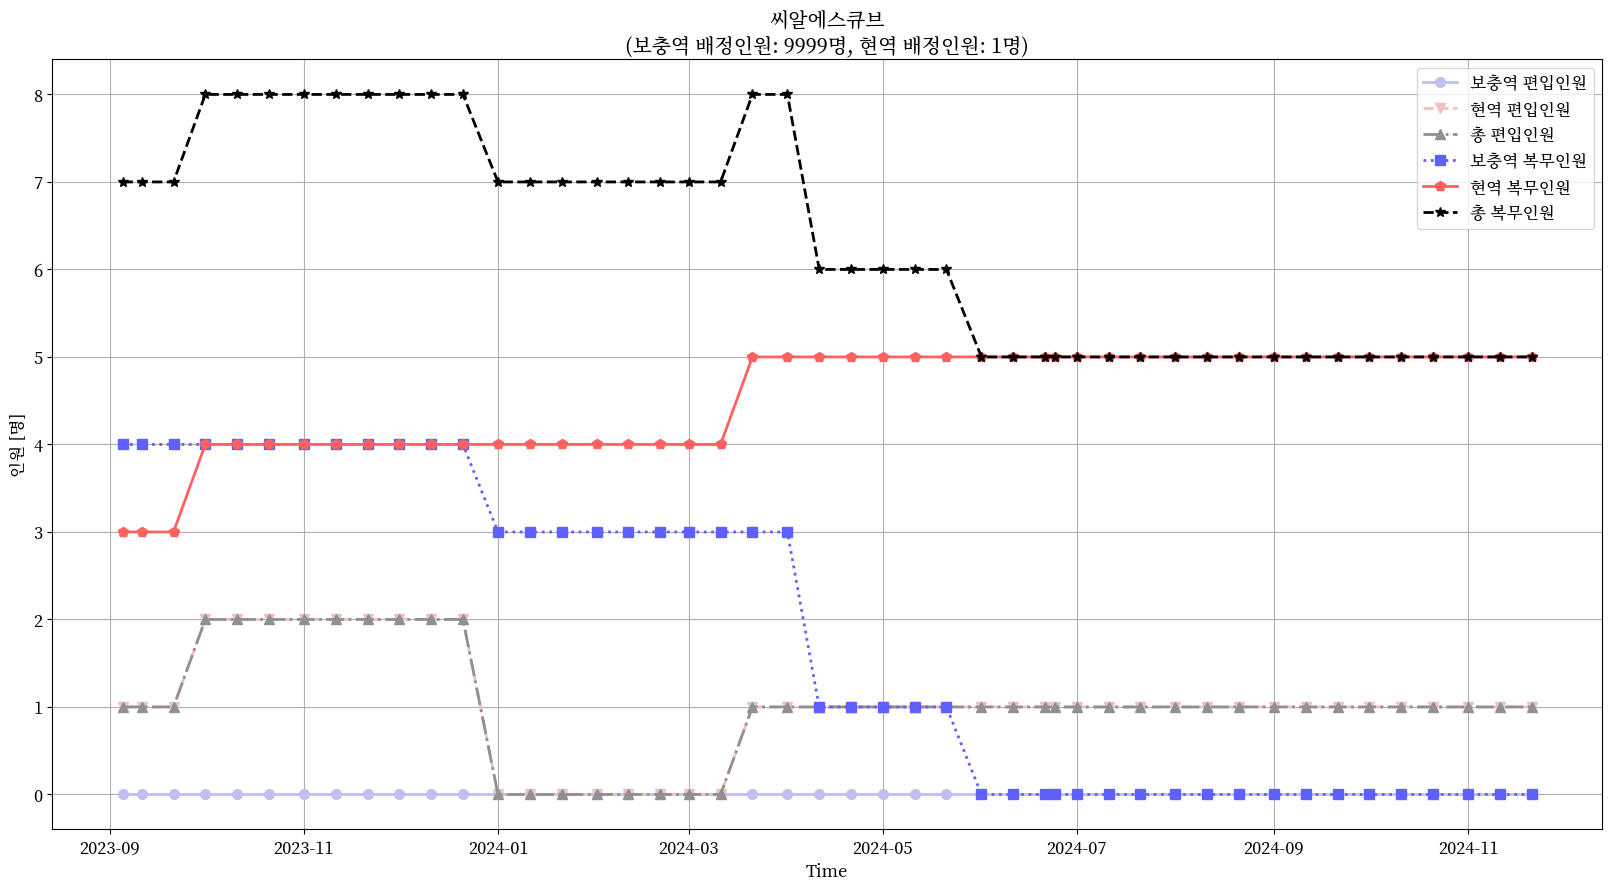 씨알에스큐브
(보충역 배정인원: 9999명, 현역 배정인원: 1명)
보충역 편입인원
현역 편입인원
총 편입인원
보충역 복무인원
현역 복무인원
총 복무인원
인원 [명]
8
7
6
5
4
3
2
1
0
2023-09 2023-11 2024-01 2024-03 2024-05 2024-07 2024-09 2024-11
Time